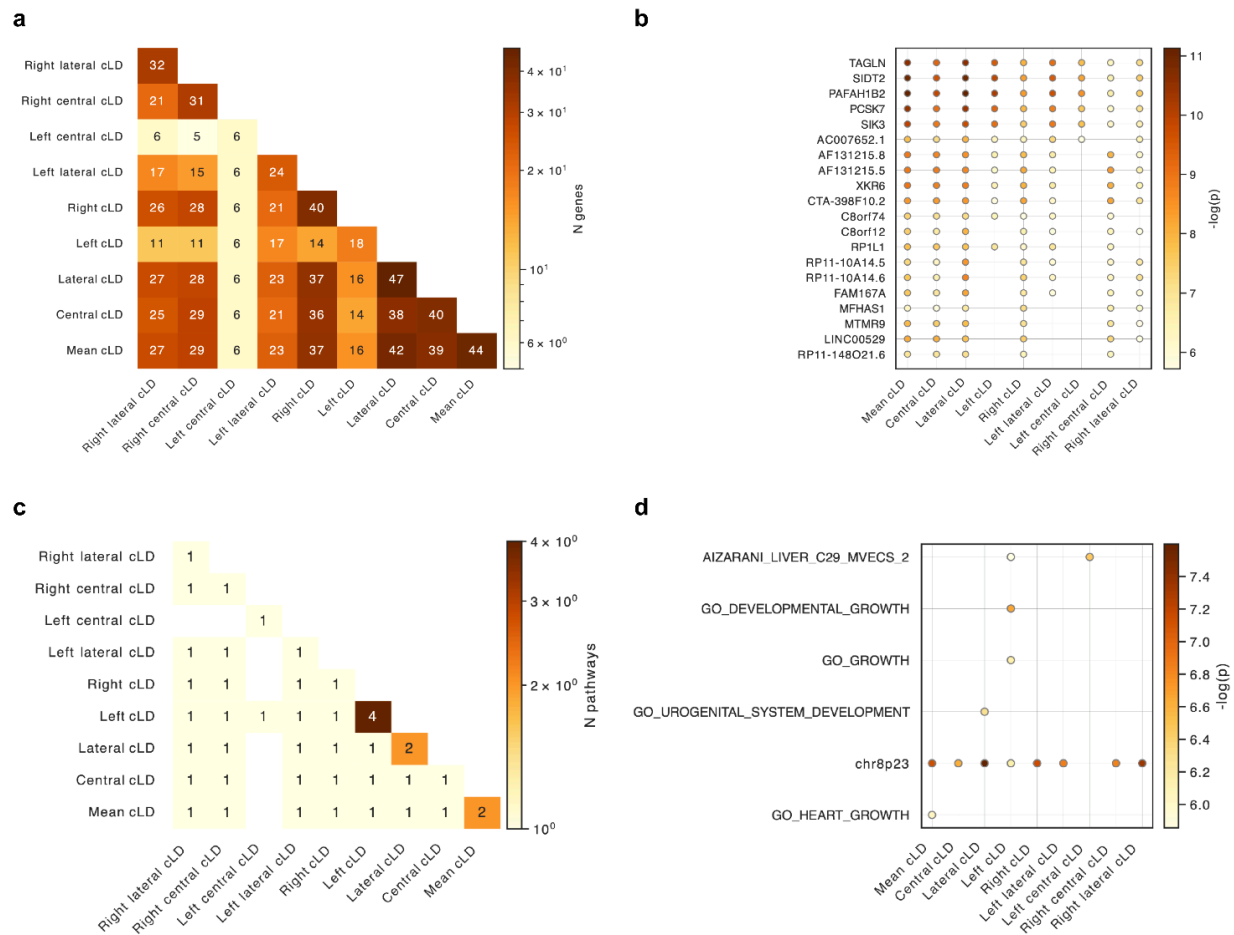 a
Right lateral cLD 32
Right central cLD 21 31
Left central cLD 6 5 6
Left lateral cLD 17 15 6 24
Right cLD 26 28 6 21 40
Left cLD 11 11 6 17 14 18
Lateral cLD 27 28 6 23 37 16 47
Central cLD 25 29 6 21 36 14 38 40
Mean cLD 27 29 6 23 37 16 42 39 44
Right lateral cLD
Right central cLD
Left central cLD
Left lateral cLD
Right cLD
Left cLD
Lateral cLD
Central cLD
Mean cLD
4 × 10¹
3 × 10¹
2 × 10¹
10¹
6 × 10⁰
N genes
b
TAGLN
SIDT2
PAFAH1B2
PCSK7
SIK3
AC007652.1
AF131215.8
AF131215.5
XKR6
CTA-398F10.2
C8orf74
C8orf12
RP1L1
RP11-10A14.5
RP11-10A14.6
FAM167A
MFHAS1
MTMR9
LINC00529
RP11-148O21.6
Mean cLD
Central cLD
Lateral cLD
Left cLD
Right cLD
Left lateral cLD
Left central cLD
Right central cLD
Right lateral cLD
11
10
9
8
7
6
-log(p)
c
Right lateral cLD 1
Right central cLD 1 1
Left central cLD 1
Left lateral cLD 1 1 1
Right cLD 1 1 1 1
Left cLD 1 1 1 1 1 4
Lateral cLD 1 1 1 1 1 2
Central cLD 1 1 1 1 1 1 1
Mean cLD 1 1 1 1 1 1 1 2
Right lateral cLD
Right central cLD
Left central cLD
Left lateral cLD
Right cLD
Left cLD
Lateral cLD
Central cLD
Mean cLD
4 × 10⁰
3 × 10⁰
2 × 10⁰
10⁰
N pathways
d
AIZARANI_LIVER_C29_MVECS_2
GO_DEVELOPMENTAL_GROWTH
GO_GROWTH
GO_UROGENITAL_SYSTEM_DEVELOPMENT
chr8p23
GO_HEART_GROWTH
Mean cLD
Central cLD
Lateral cLD
Left cLD
Right cLD
Left lateral cLD
Left central cLD
Right central cLD
Right lateral cLD
7.4
7.2
7.0
6.8
6.6
6.4
6.2
6.0
-log(p)